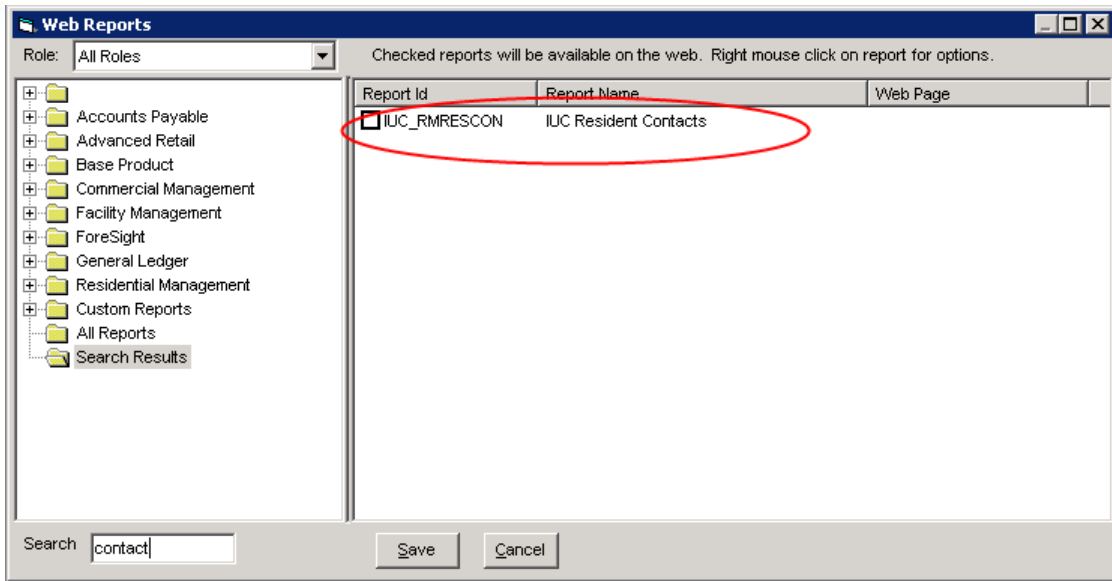 Web Reports
Role: All Roles
Checked reports will be available on the web. Right mouse click on report for options.
Accounts Payable
Advanced Retail
Base Product
Commercial Management
Facility Management
ForeSight
General Ledger
Residential Management
Custom Reports
All Reports
Search Results
Report Id Report Name Web Page
IUC_RMRESCON IUC Resident Contacts
Search contact
Save Cancel